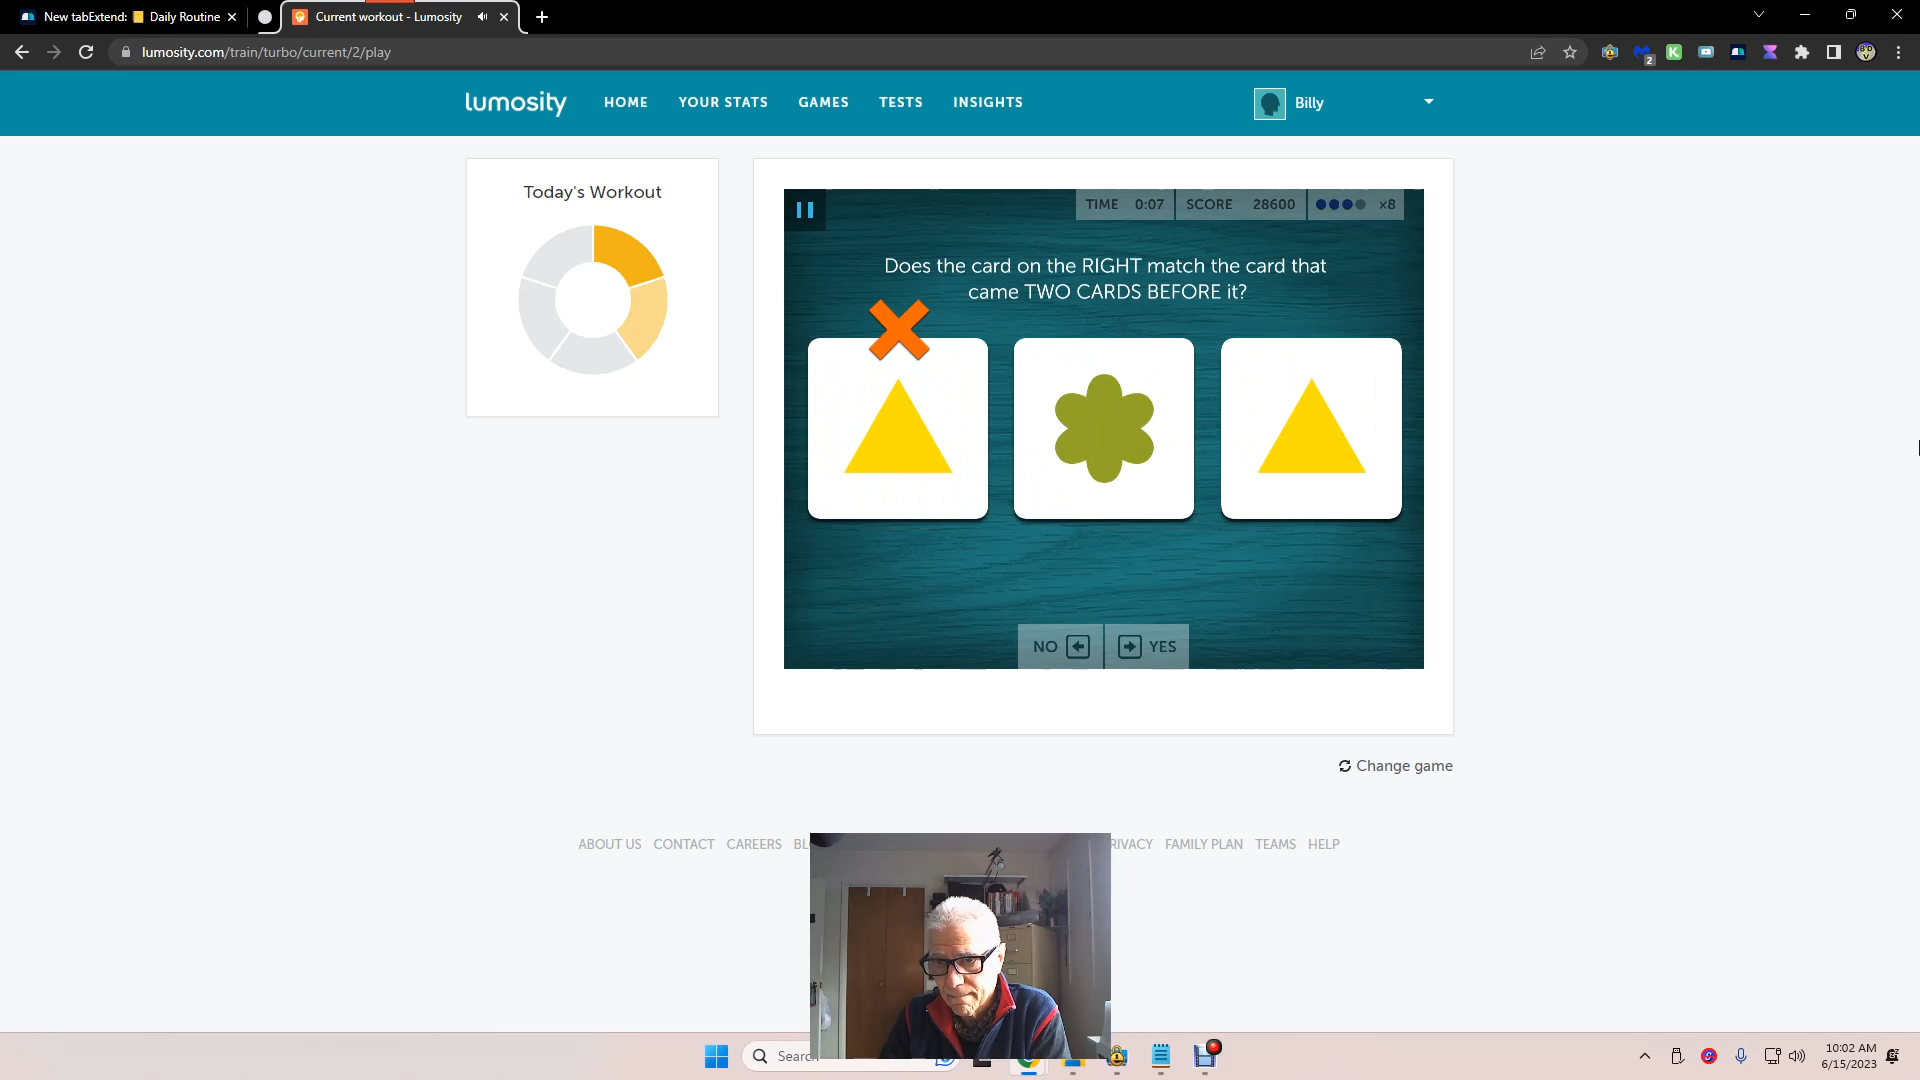 New tabExtend: Daily Routine
Current workout - Lumosity
lumosity.com/train/turbo/current/2/play
2
lumosity
HOME
YOUR STATS
GAMES
TESTS
INSIGHTS
Billy
Today's Workout
TIME 0:07
SCORE 28600
x8
Does the card on the RIGHT match the card that
came TWO CARDS BEFORE it?
NO
YES
Change game
ABOUT US CONTACT CAREERS FAMILY PLAN TEAMS HELP
10:02 AM
6/15/2023